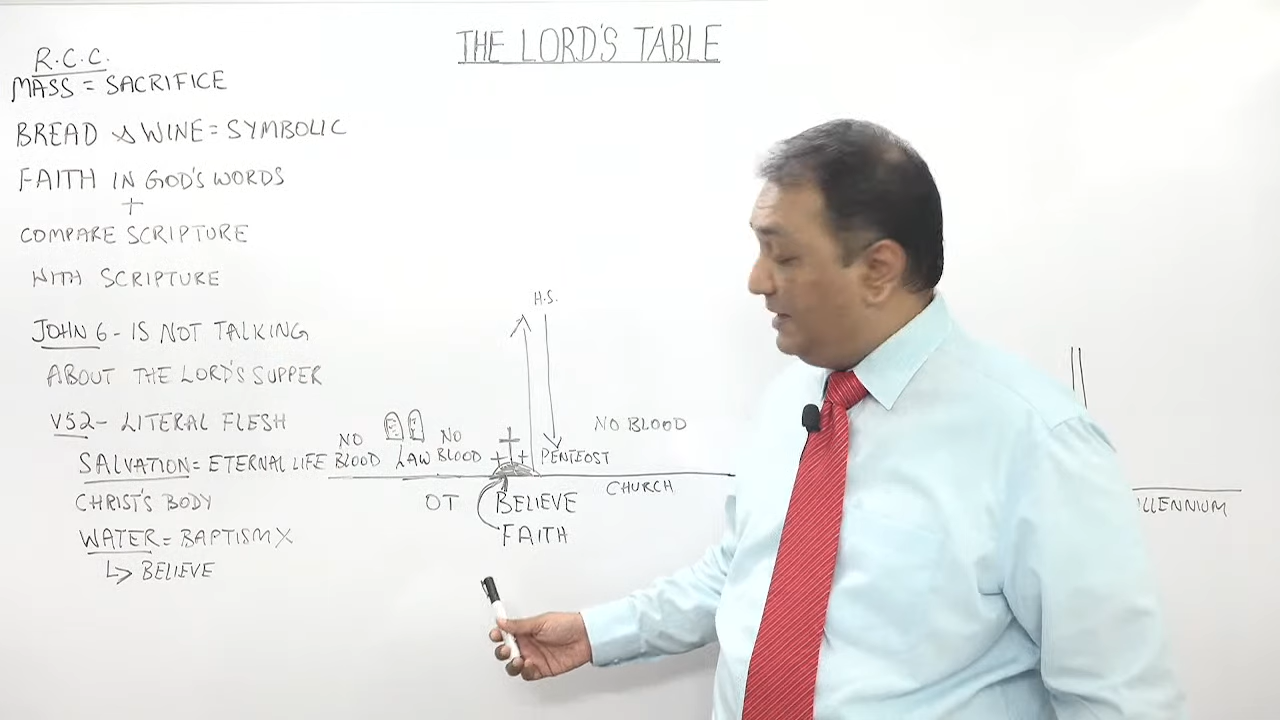 THE LORD'S TABLE
R.C.C.
MASS = SACRIFICE
BREAD & WINE = SYMBOLIC
FAITH IN GOD'S WORDS
+
COMPARE SCRIPTURE
WITH SCRIPTURE
JOHN 6 - IS NOT TALKING
ABOUT THE LORD'S SUPPER
V52 - LITERAL FLESH
SALVATION = ETERNAL LIFE
CHRIST'S BODY
WATER = BAPTISM X
↳ BELIEVE
H.S.
NO BLOOD
LAW
NO BLOOD
PENTEOST
NO BLOOD
OT
BELIEVE
FAITH
CHURCH
LLENNIUM